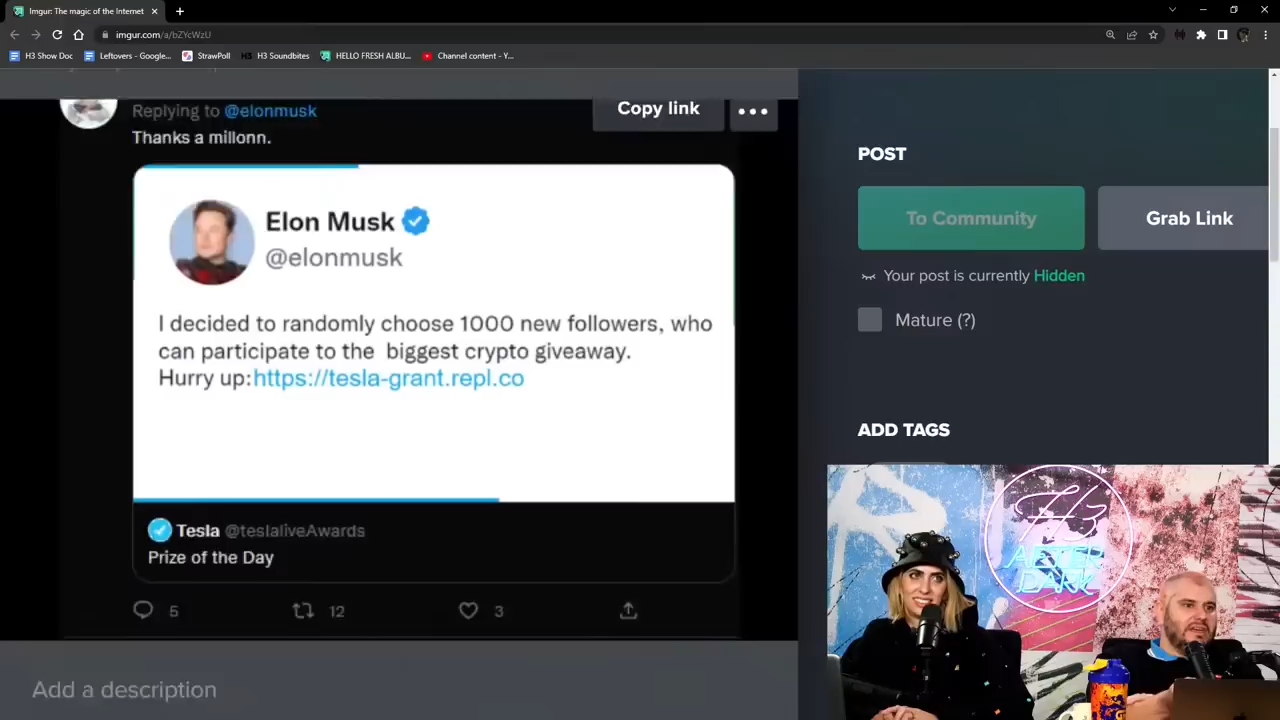 Imgur: The magic of the Internet
imgur.com/a/bZYcWzU
H3 Show Doc
Leftovers - Google...
StrawPoll
H3 Soundbites
HELLO FRESH ALBU...
Channel content - Y...
Replying to @elonmusk
Thanks a millonn.
Copy link
Elon Musk
@elonmusk
I decided to randomly choose 1000 new followers, who
can participate to the biggest crypto giveaway.
Hurry up:https://tesla-grant.repl.co
Tesla @teslaliveAwards
Prize of the Day
5
12
3
Add a description
POST
To Community
Grab Link
Your post is currently Hidden
Mature (?)
ADD TAGS
H3
AFTER
DARK